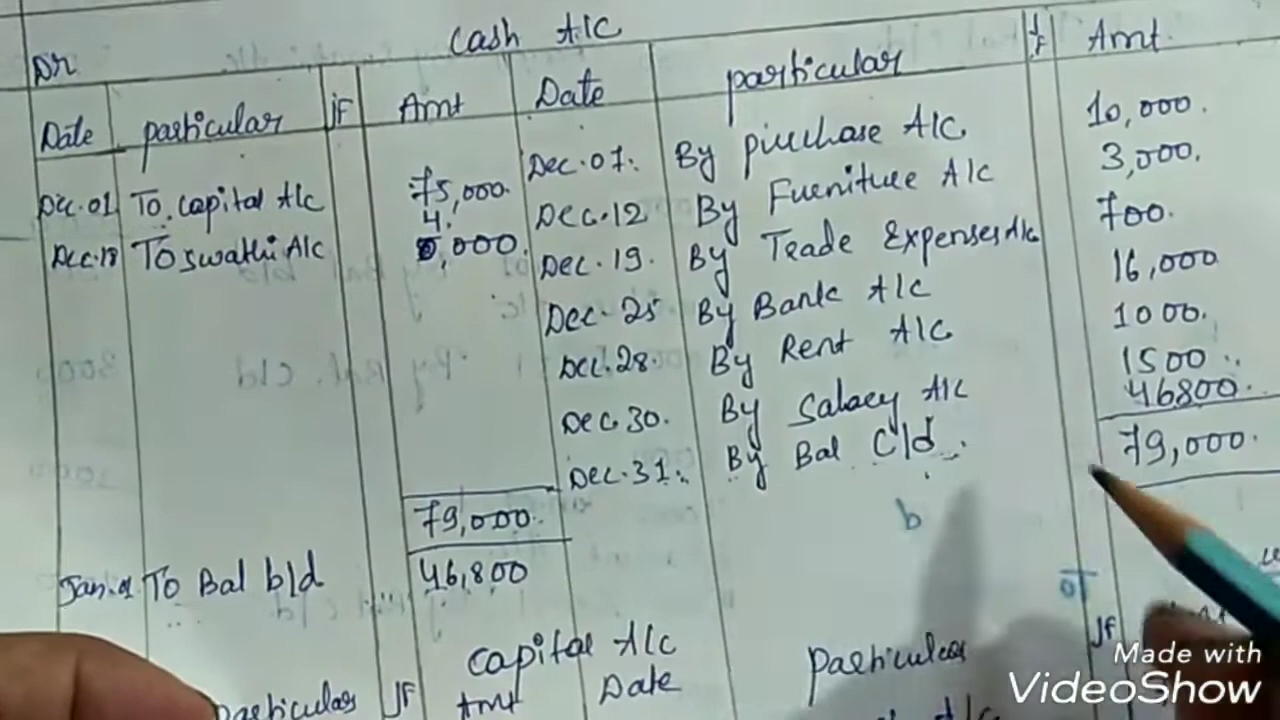 Cash A/C
Dr
Date particular JF Amt Date particular JF Amt
Dec.01 To capital A/c 75,000. Dec.07. By purchase A/C 10,000.
Dec.18 To swathi A/C 4,000. Dec.12 By Furniture A/C 3,000.
Dec.19. By Trade Expenses A/c 700.
Dec.25 By Bank A/C 16,000
Dec.28. By Rent A/C 1000.
Dec.30. By Salary A/C 1500
Dec.31. By Bal C/d. 46800.
79,000. 79,000.
Jan.01 To Bal b/d 46,800
b
Capital A/C
particular JF Amt Date particular JF
Made with
VideoShow